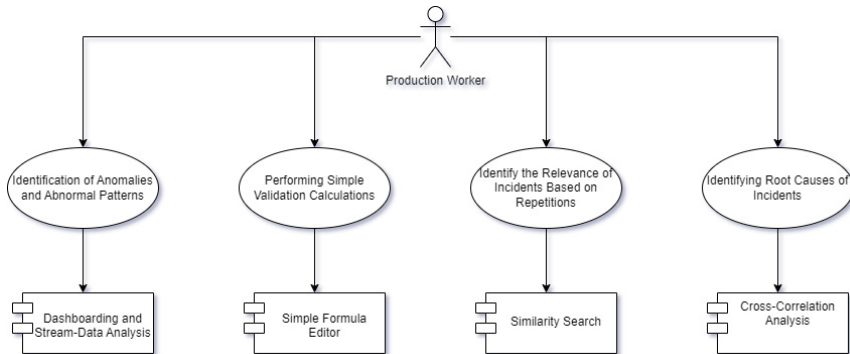 Production Worker
Identification of Anomalies
and Abnormal Patterns
Performing Simple
Validation Calculations
Identify the Relevance of
Incidents Based on
Repetitions
Identifying Root Causes of
Incidents
Dashboarding and
Stream-Data Analysis
Simple Formula
Editor
Similarity Search
Cross-Correlation
Analysis